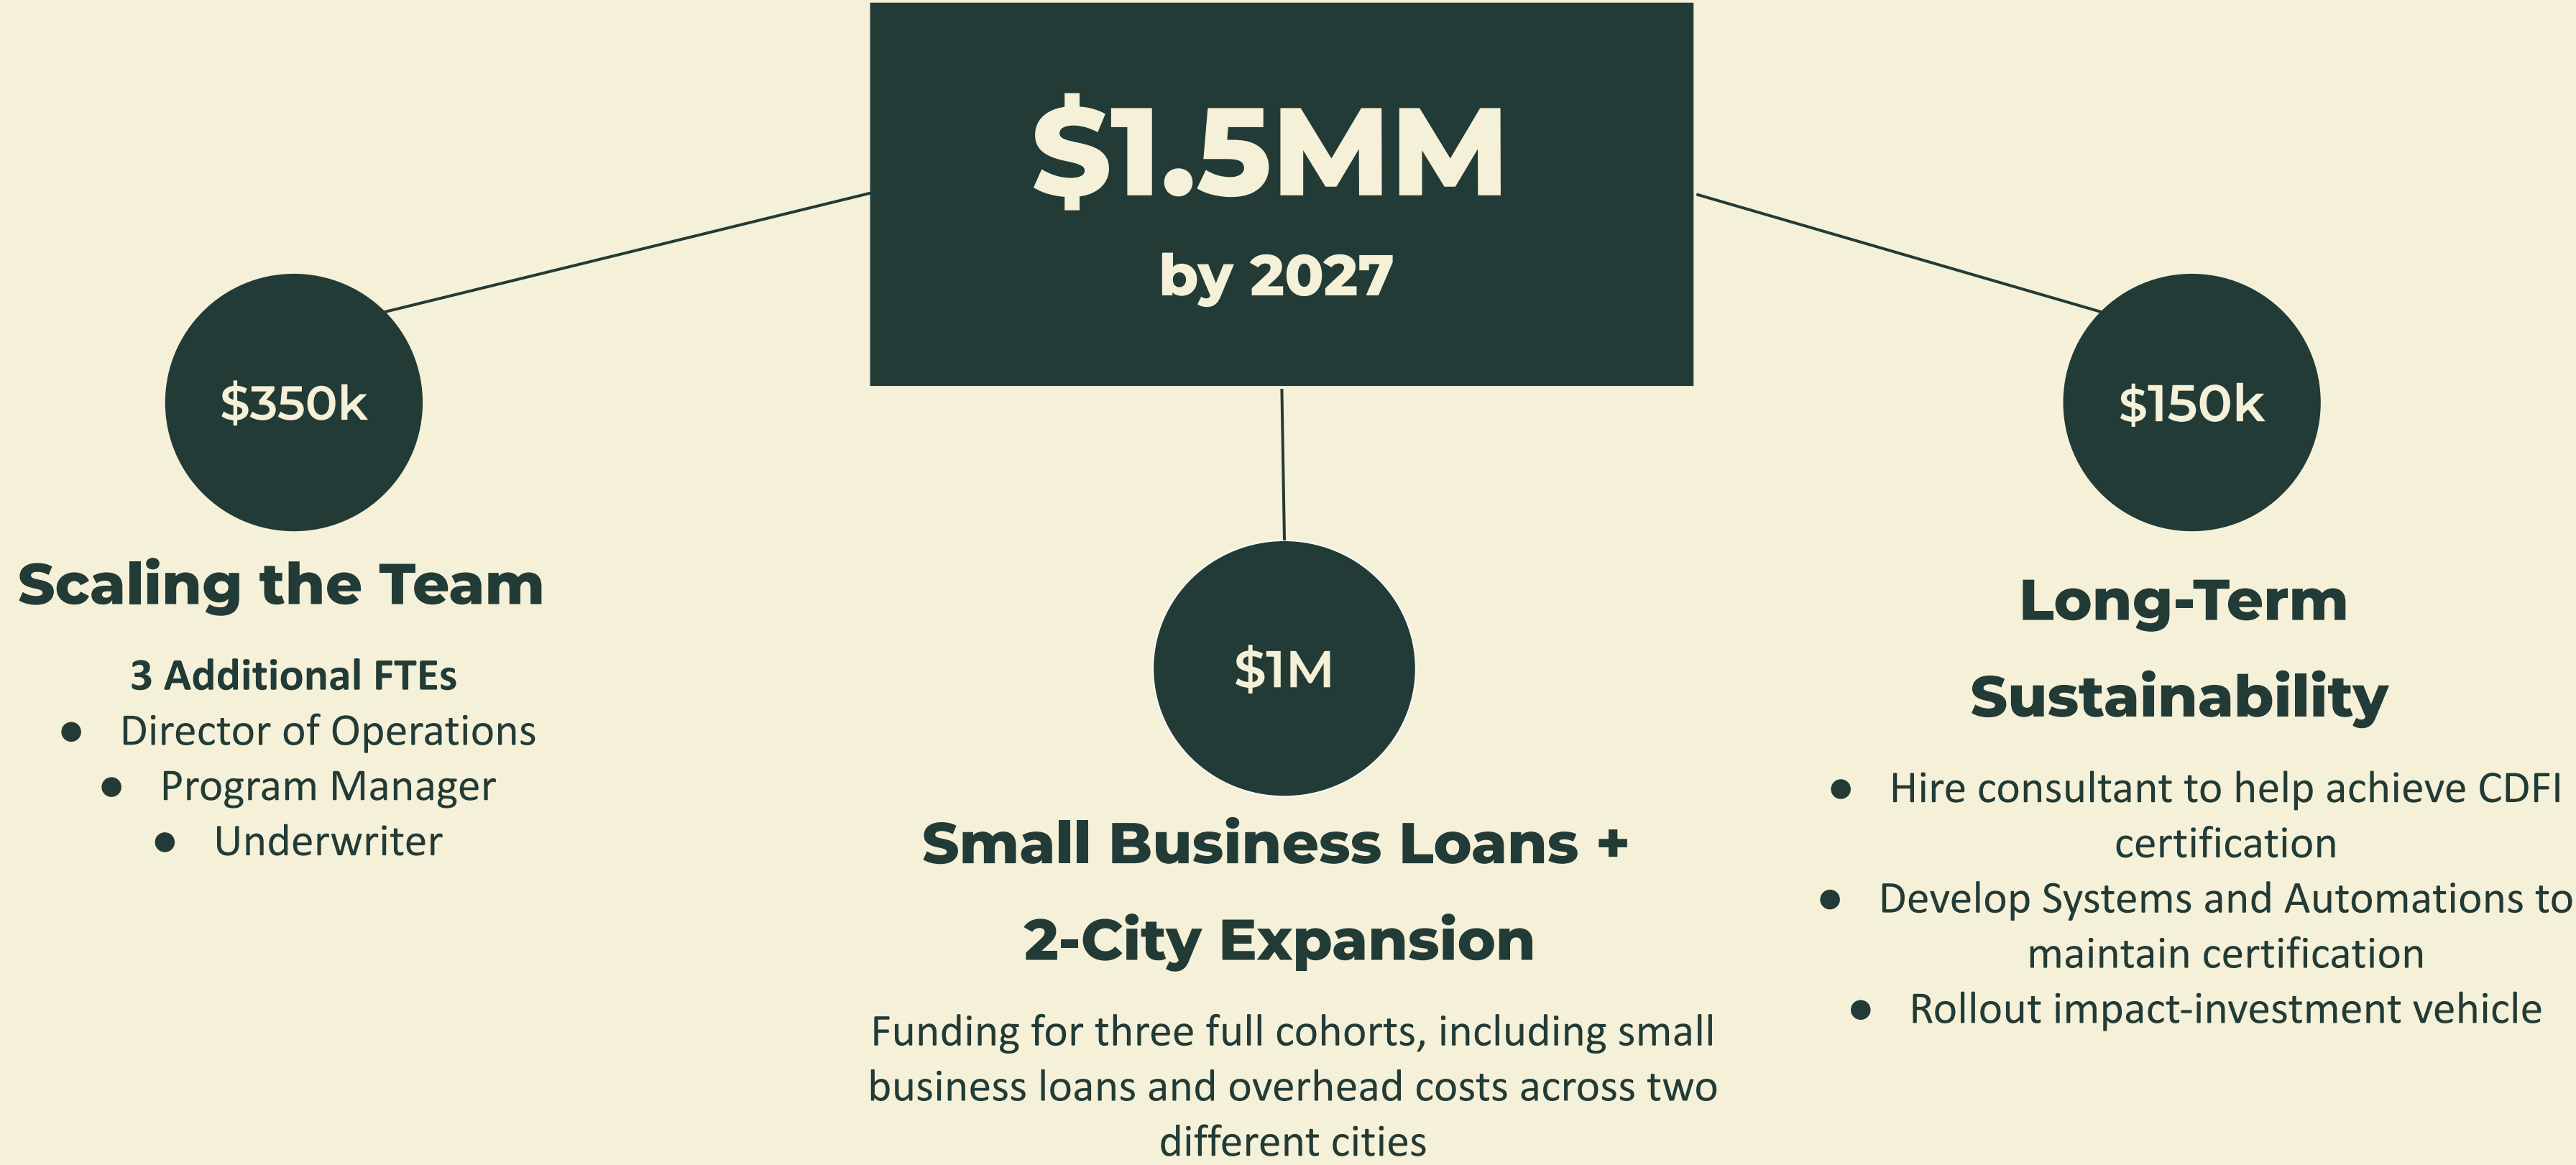 $1.5MM
by 2027
$350k
Scaling the Team
3 Additional FTEs
● Director of Operations
● Program Manager
● Underwriter
$1M
Small Business Loans +
2-City Expansion
Funding for three full cohorts, including small
business loans and overhead costs across two
different cities
$150k
Long-Term
Sustainability
● Hire consultant to help achieve CDFI
certification
● Develop Systems and Automations to
maintain certification
● Rollout impact-investment vehicle